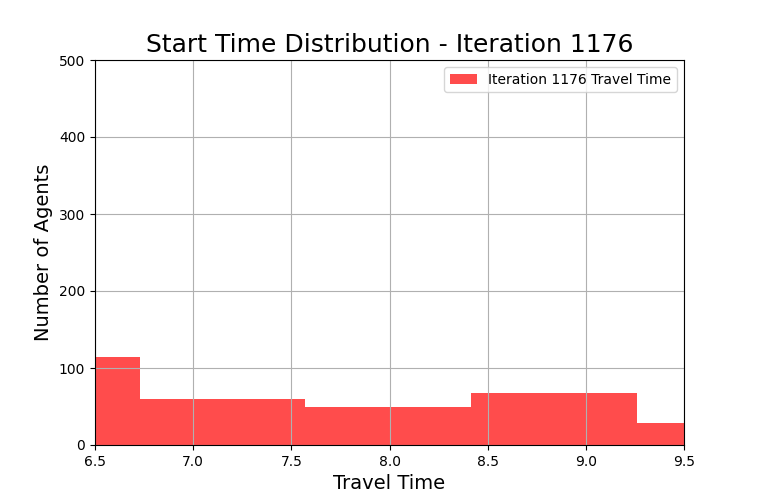 Start Time Distribution - Iteration 1176
500
Iteration 1176 Travel Time
400
300
200
100
0
Number of Agents
6.5 7.0 7.5 8.0 8.5 9.0 9.5
Travel Time